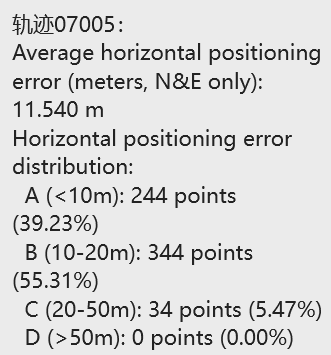 轨迹07005:
Average horizontal positioning
error (meters, N&E only):
11.540 m
Horizontal positioning error
distribution:
A (<10m): 244 points
(39.23%)
B (10-20m): 344 points
(55.31%)
C (20-50m): 34 points (5.47%)
D (>50m): 0 points (0.00%)